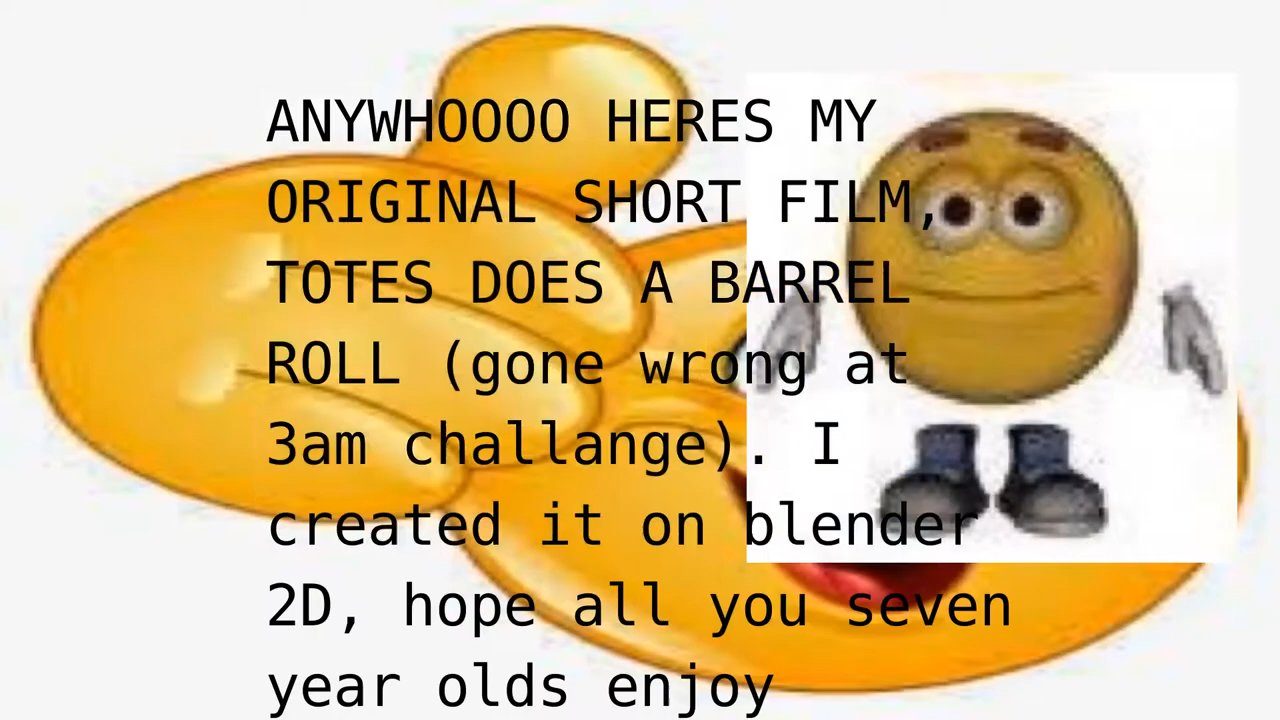 ANYWHOOOO HERES MY
ORIGINAL SHORT FILM,
TOTES DOES A BARREL
ROLL (gone wrong at
3am challange). I
created it on blender
2D, hope all you seven
year olds enjoy